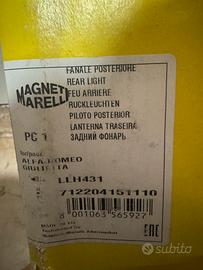 FANALE POSTERIORE
REAR LIGHT
MAGNETI
MARELLI
FEU ARRIERE
RUCKLEUCHTEN
PILOTO POSTERIOR
LANTERNA TRASEIRA
ЗАДНИЙ ФОНАРЬ
PC 1
ALFA ROMEO
GIULIETTA
LLH431
712204151110
8 001063 565927
EAC
subito